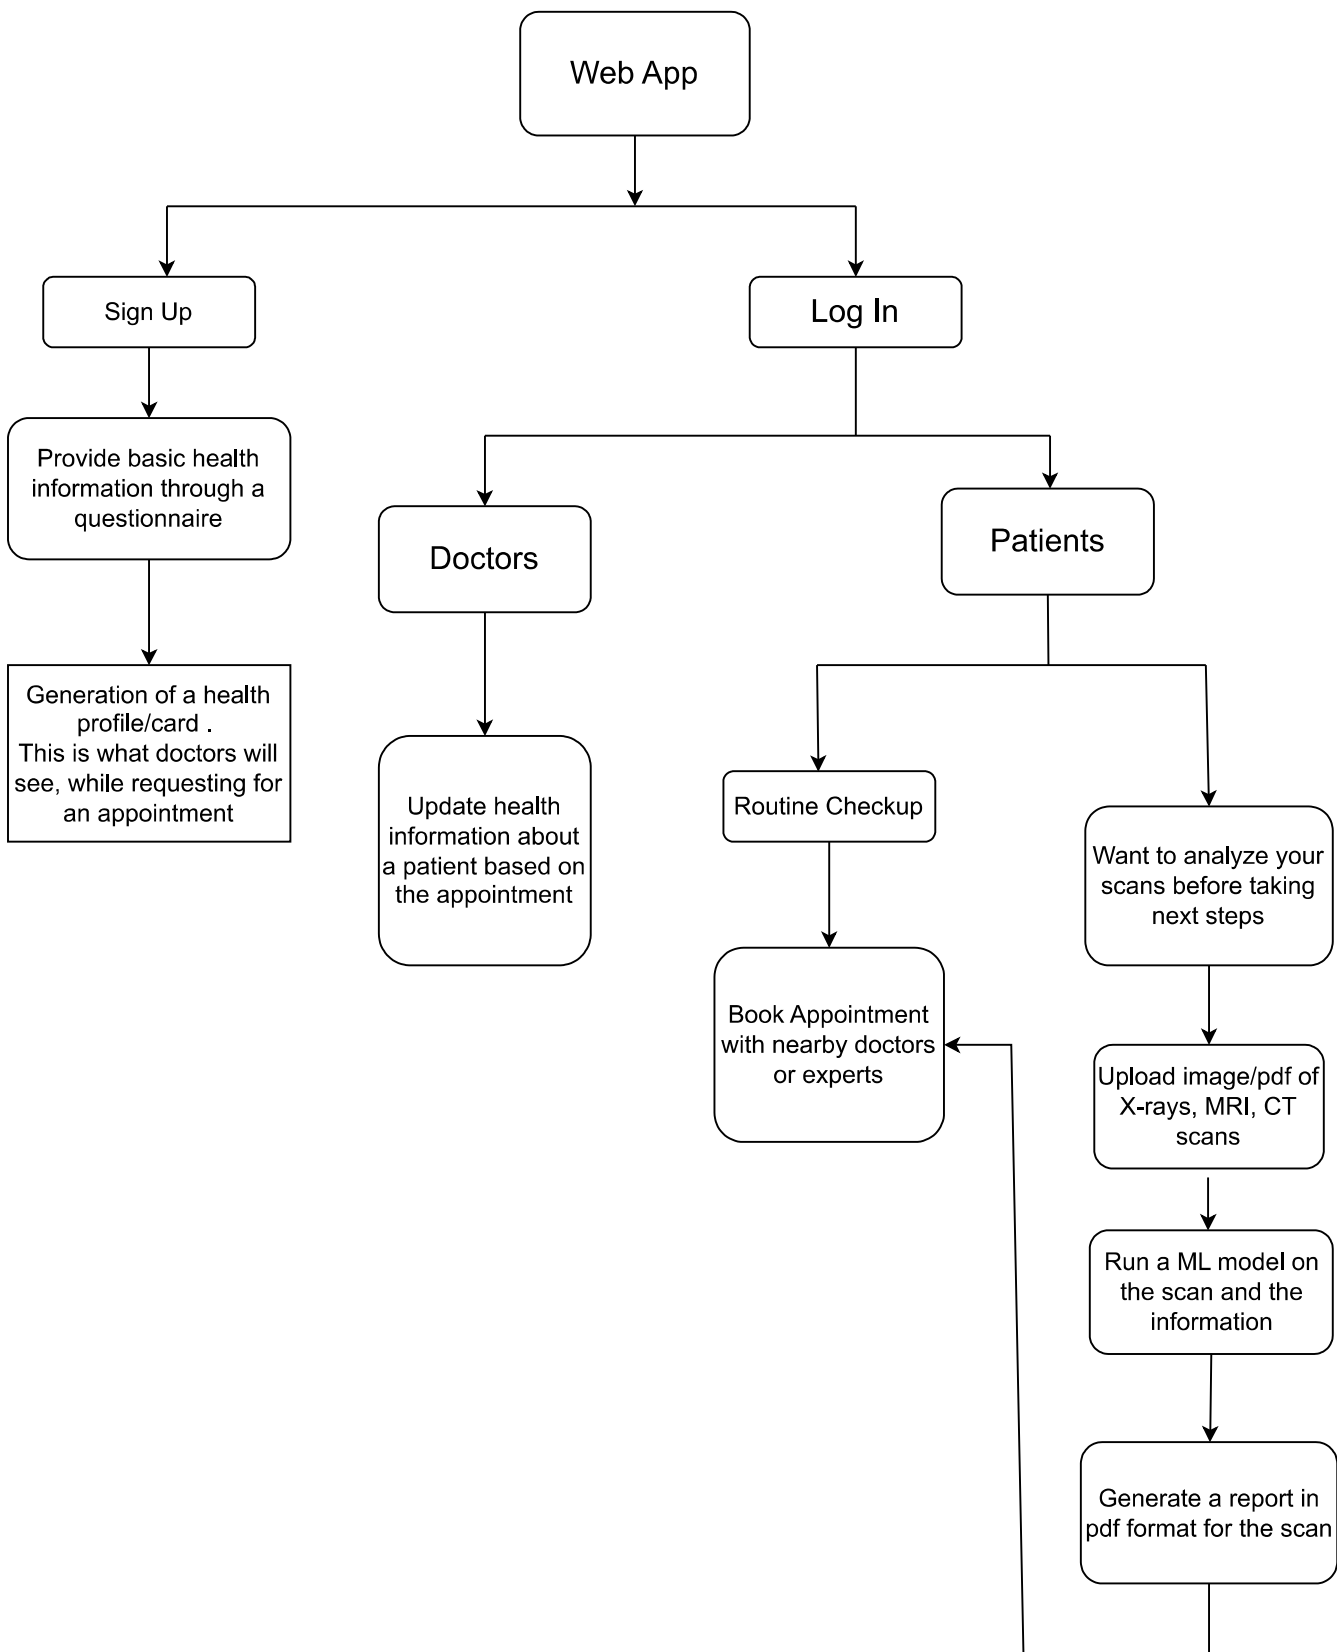 Web App
Sign Up
Log In
Provide basic health
information through a
questionnaire
Doctors
Patients
Generation of a health
profile/card .
This is what doctors will
see, while requesting for
an appointment
Update health
information about
a patient based on
the appointment
Routine Checkup
Want to analyze your
scans before taking
next steps
Book Appointment
with nearby doctors
or experts
Upload image/pdf of
X-rays, MRI, CT
scans
Run a ML model on
the scan and the
information
Generate a report in
pdf format for the scan